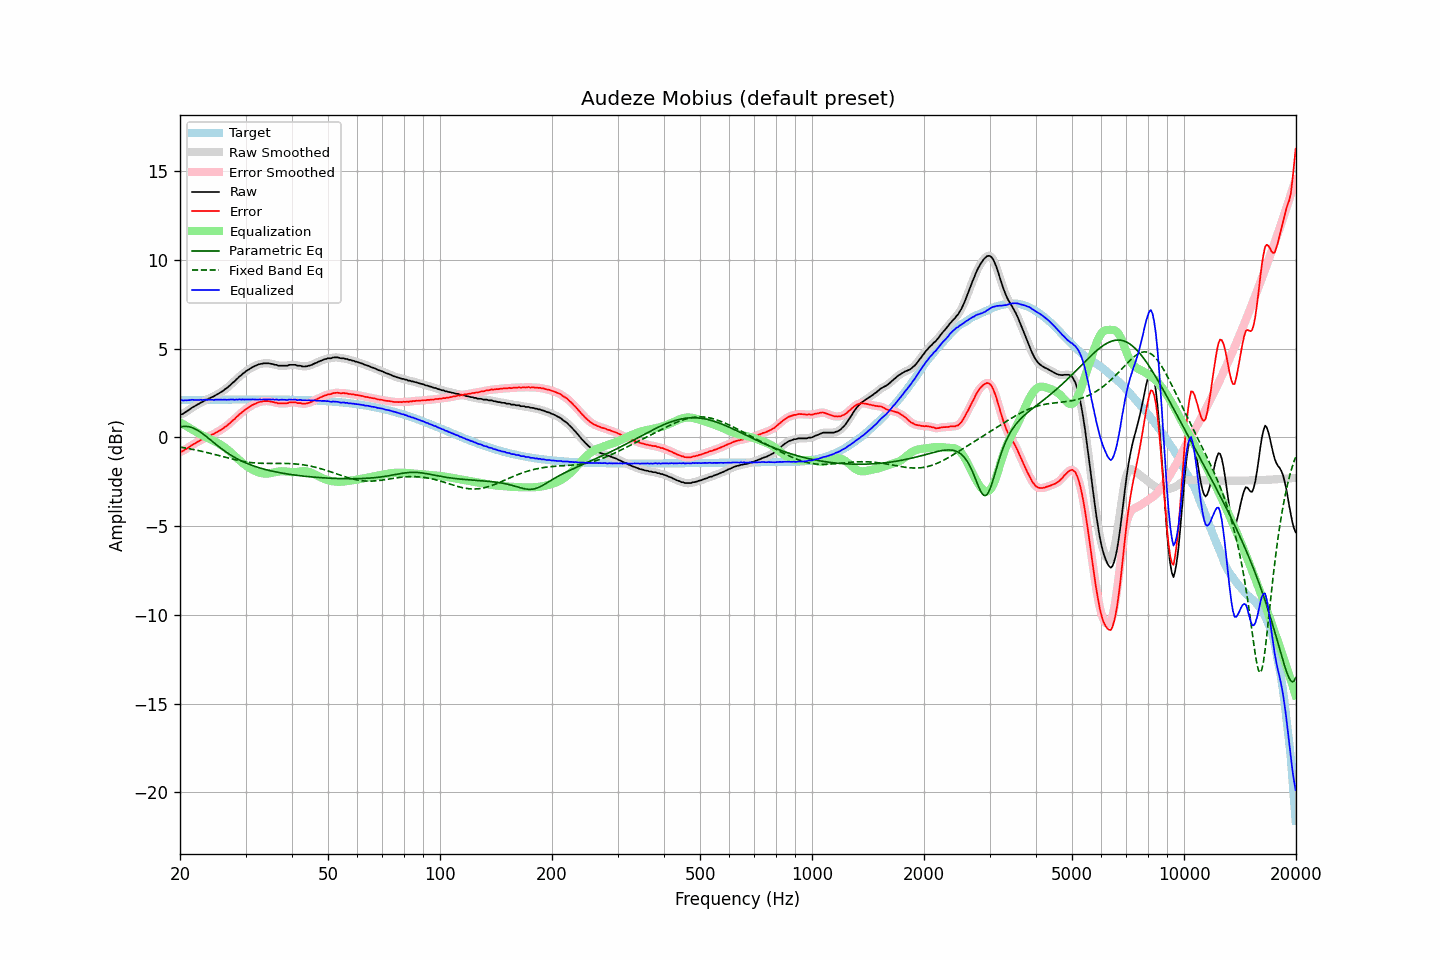 Audeze Mobius (default preset)
Target
Raw Smoothed
Error Smoothed
Raw
Error
Equalization
Parametric Eq
Fixed Band Eq
Equalized
15
10
5
0
−5
−10
−15
−20
Amplitude (dBr)
20
50
100
200
500
1000
2000
5000
10000
20000
Frequency (Hz)